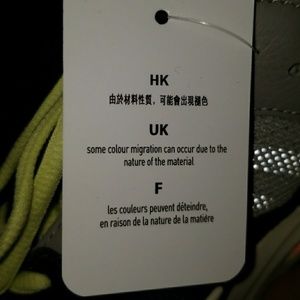 HK
由於材料性質，可能會出現褪色
UK
some colour migration can occur due to the
nature of the material
F
les couleurs peuvent déteindre,
en raison de la nature de la matière